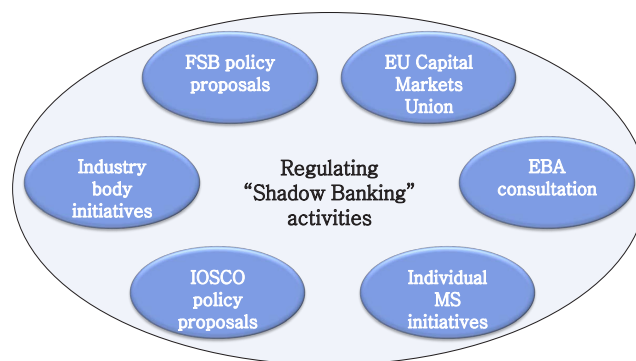 FSB policy
proposals
EU Capital
Markets
Union
Industry
body
initiatives
Regulating
“Shadow Banking”
activities
EBA
consultation
IOSCO
policy
proposals
Individual
MS
initiatives